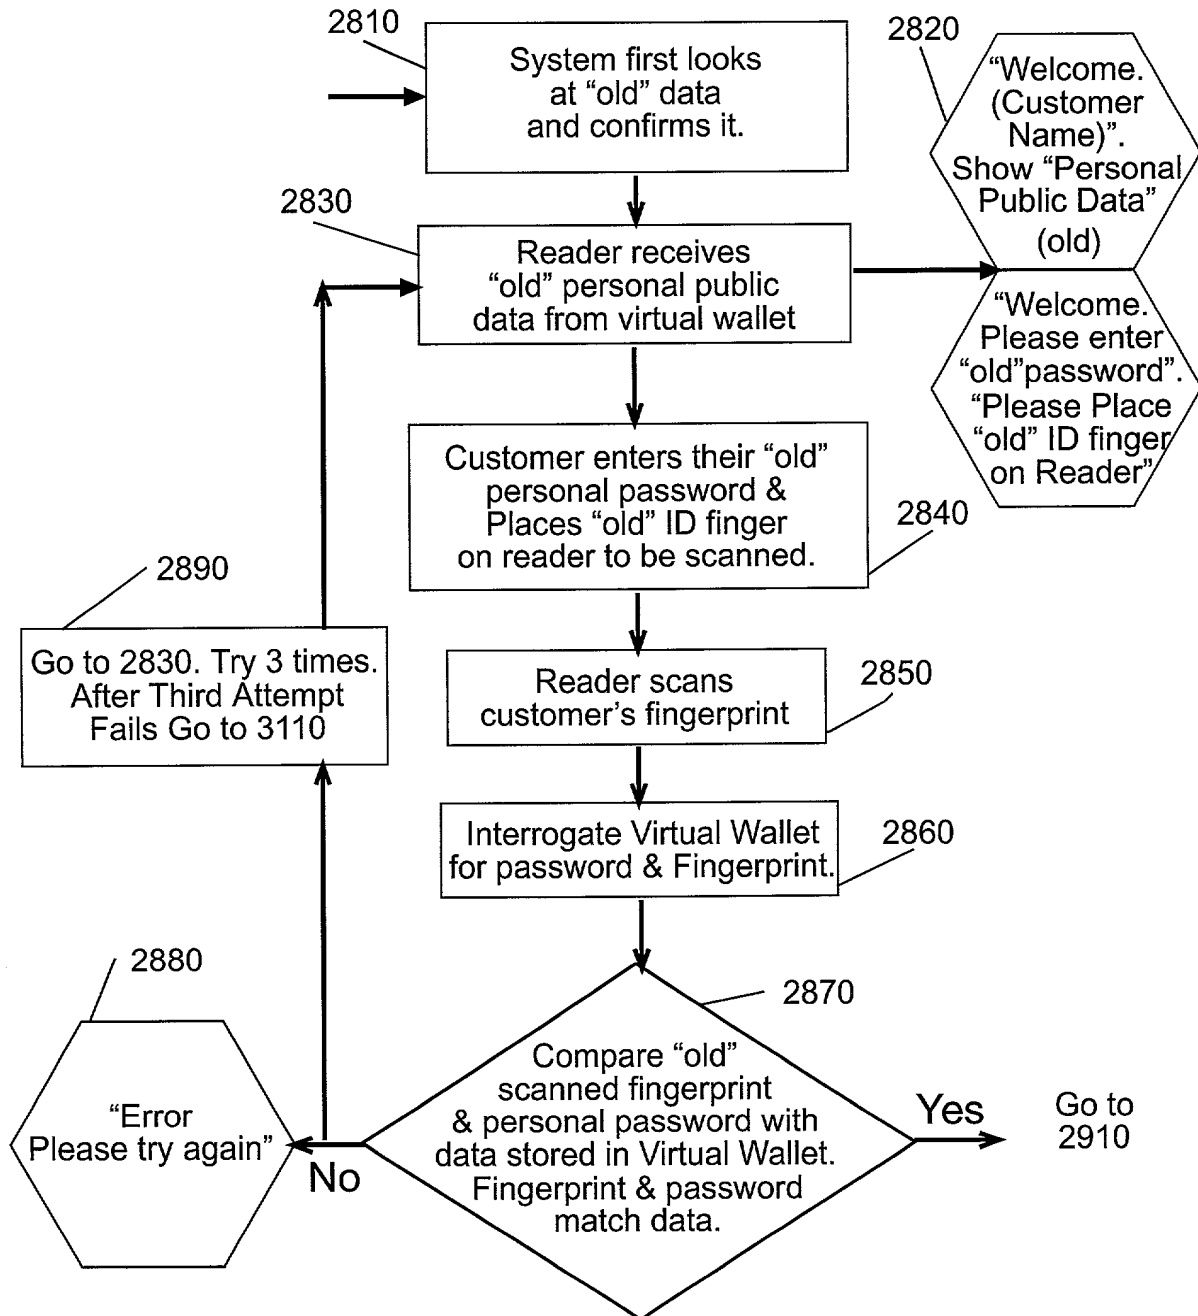 2810
System first looks
at “old” data
and confirms it.
2820
“Welcome.
(Customer
Name)”.
Show “Personal
Public Data”
(old)
2830
Reader receives
“old” personal public
data from virtual wallet
“Welcome.
Please enter
“old”password”.
“Please Place
“old” ID finger
on Reader”
Customer enters their “old”
personal password &
Places “old” ID finger
on reader to be scanned.
2840
2890
Go to 2830. Try 3 times.
After Third Attempt
Fails Go to 3110
Reader scans
customer’s fingerprint
2850
Interrogate Virtual Wallet
for password & Fingerprint.
2860
2880
“Error
Please try again”
2870
Compare “old”
scanned fingerprint
& personal password with
data stored in Virtual Wallet.
Fingerprint & password
match data.
No
Yes
Go to
2910